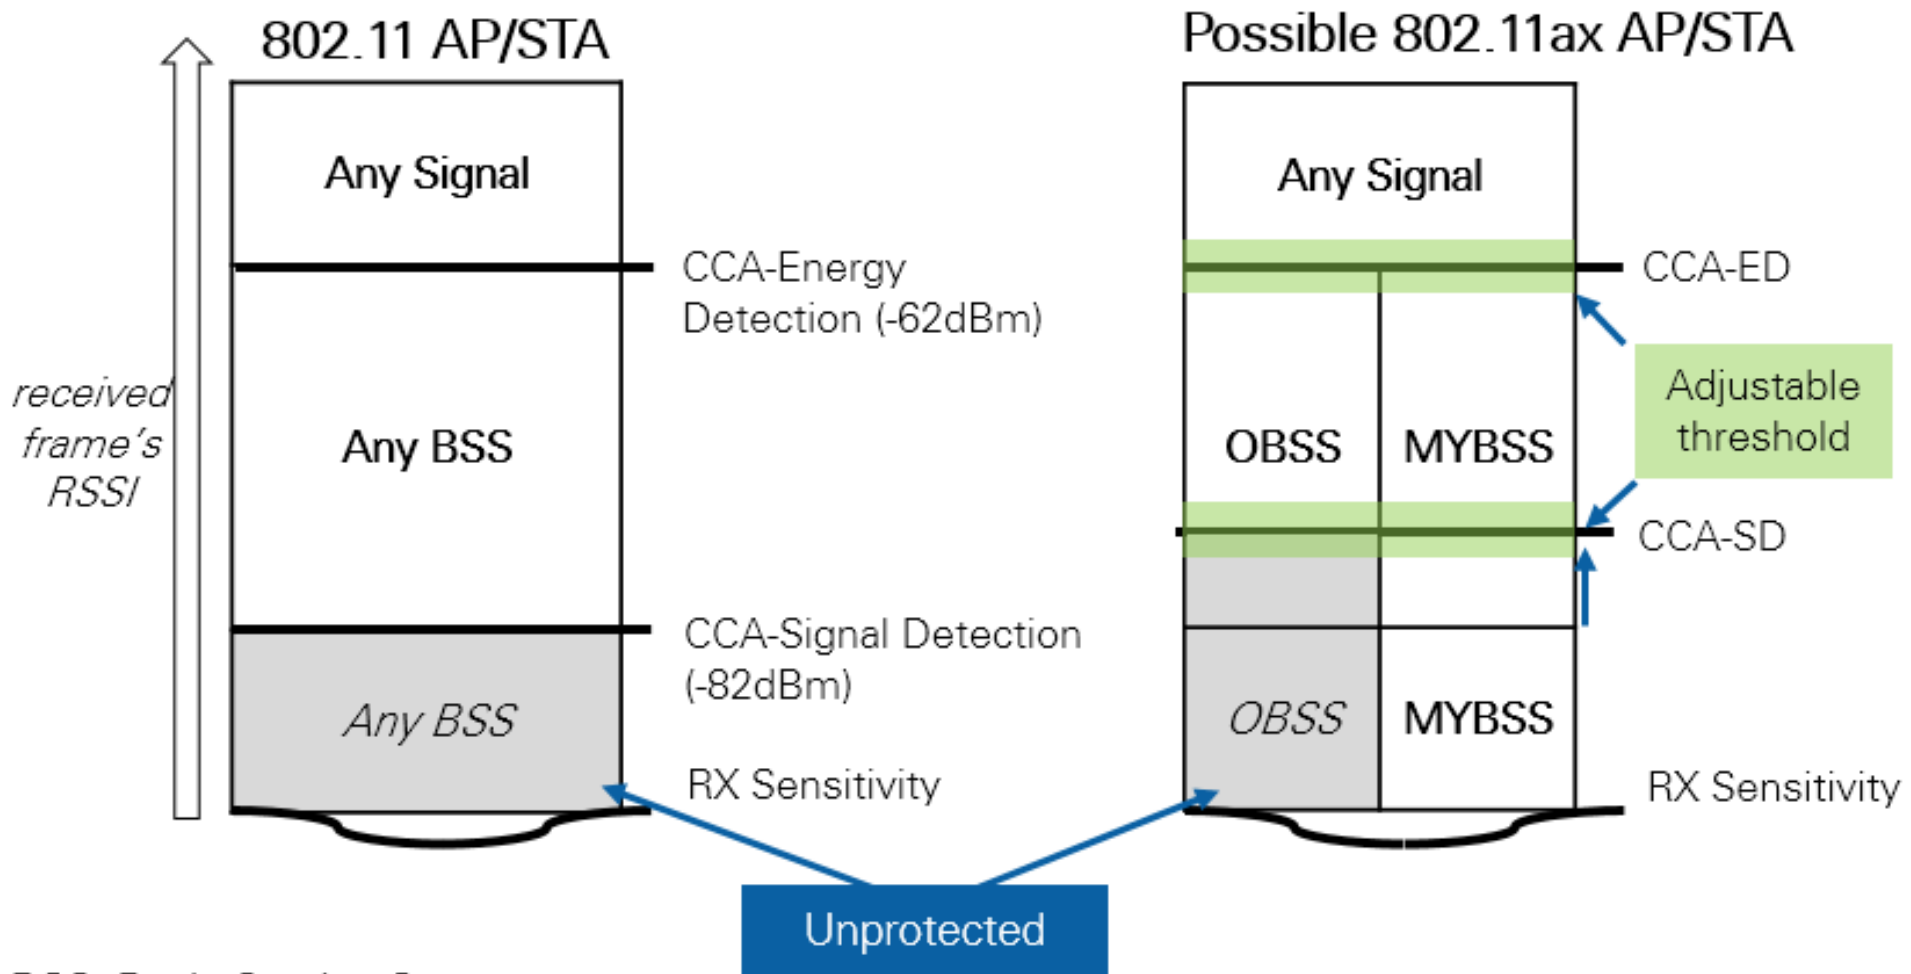 802.11 AP/STA
Possible 802.11ax AP/STA
Any Signal
Any Signal
CCA-Energy
Detection (-62dBm)
CCA-ED
received
frame's
RSSI
Any BSS
OBSS
MYBSS
Adjustable
threshold
CCA-SD
CCA-Signal Detection
(-82dBm)
Any BSS
OBSS
MYBSS
RX Sensitivity
RX Sensitivity
Unprotected